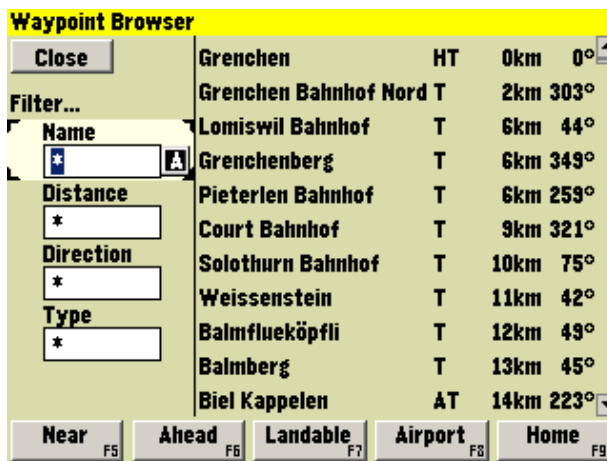 Waypoint Browser
Close
Filter...
Name
*
A
Distance
*
Direction
*
Type
*
Grenchen HT 0km 0°
Grenchen Bahnhof Nord T 2km 303°
Lomiswil Bahnhof T 6km 44°
Grenchenberg T 6km 349°
Pieterlen Bahnhof T 6km 259°
Court Bahnhof T 9km 321°
Solothurn Bahnhof T 10km 75°
Weissenstein T 11km 42°
Balmflueköpfli T 12km 49°
Balmberg T 13km 45°
Biel Kappelen AT 14km 223°
Near F5 Ahead F6 Landable F7 Airport F8 Home F9